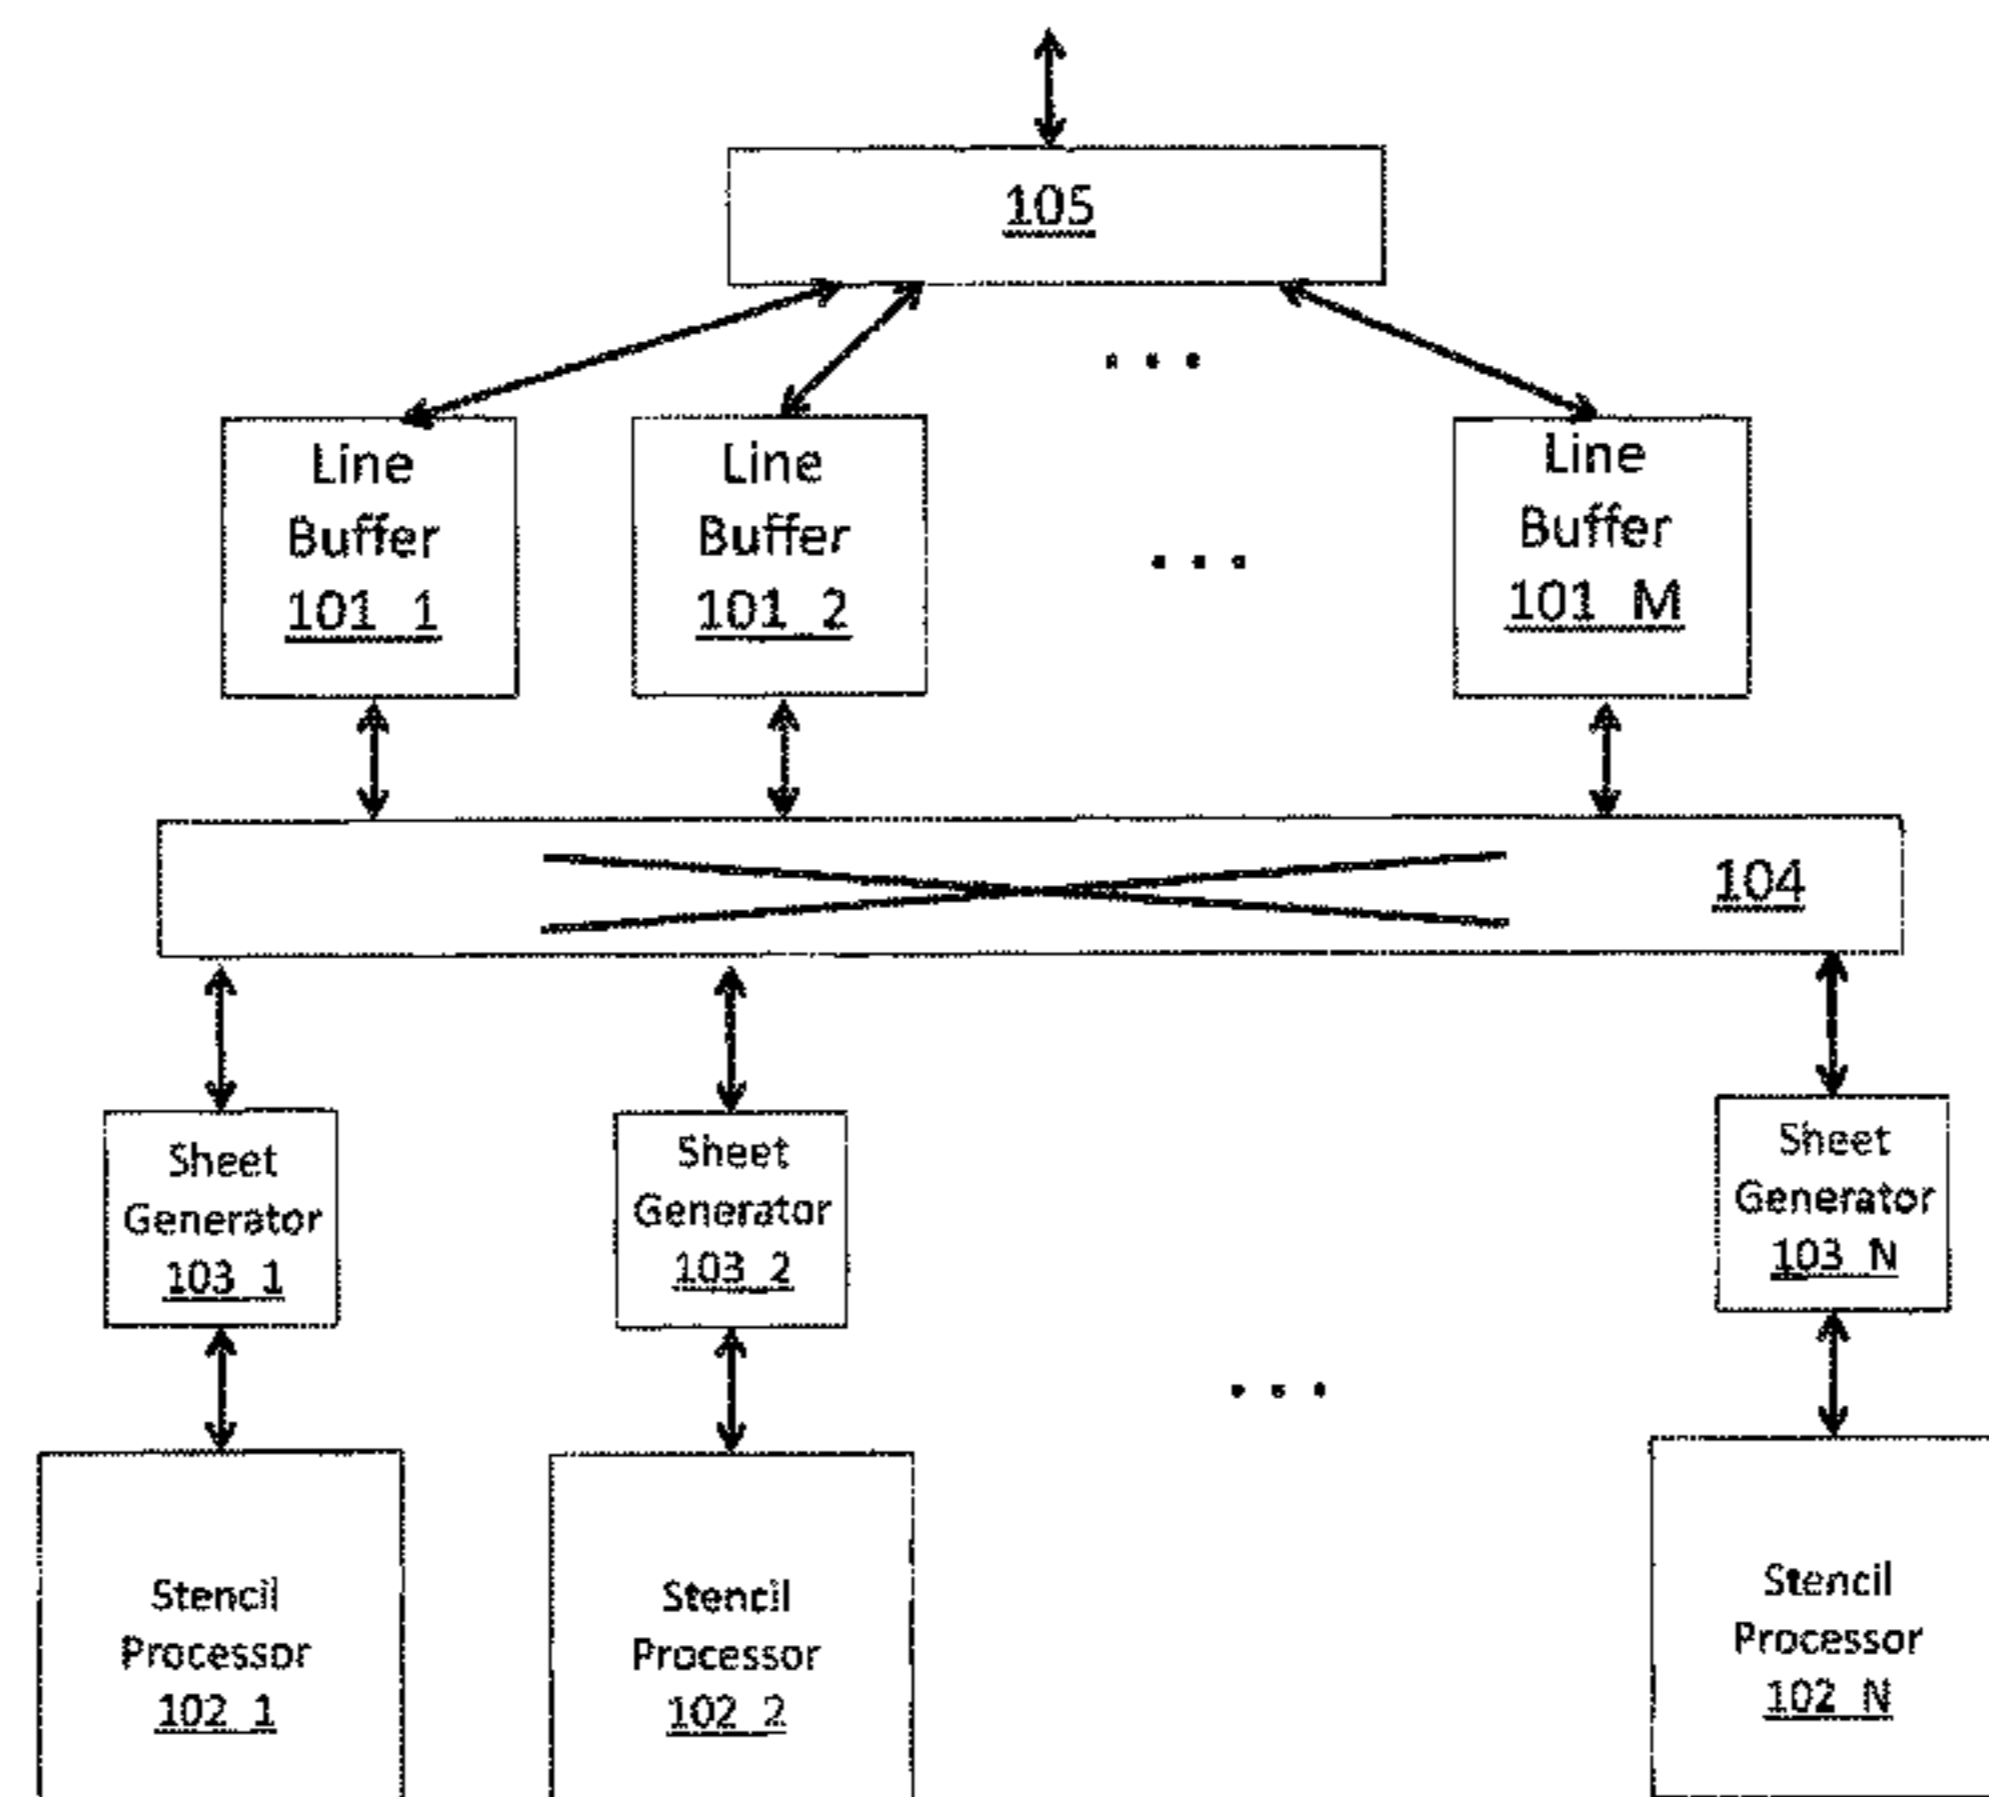 105
Line
Buffer
101_1
Line
Buffer
101_2
Line
Buffer
101_M
104
Sheet
Generator
103_1
Sheet
Generator
103_2
Sheet
Generator
103_N
Stencil
Processor
102_1
Stencil
Processor
102_2
Stencil
Processor
102_N